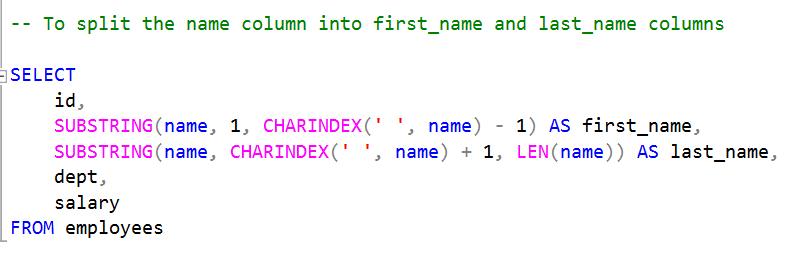 -- To split the name column into first_name and last_name columns
SELECT
id,
SUBSTRING(name, 1, CHARINDEX(' ', name) - 1) AS first_name,
SUBSTRING(name, CHARINDEX(' ', name) + 1, LEN(name)) AS last_name,
dept,
salary
FROM employees